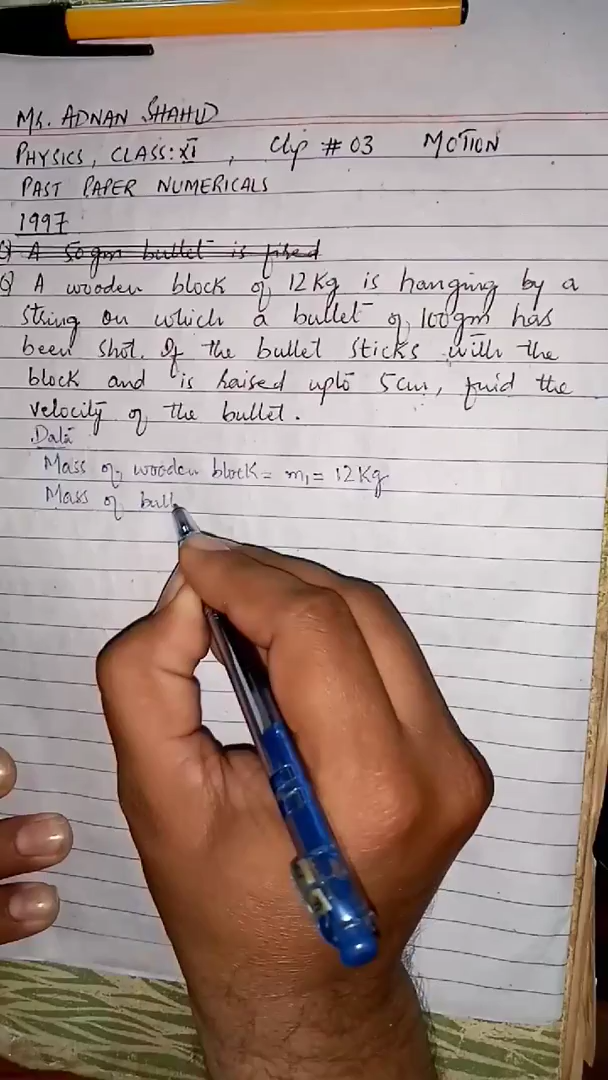 MR. ADNAN SHAHID
PHYSICS, CLASS: XI, Clip # 03 MOTION
PAST PAPER NUMERICALS
1997
Q) A 50gm bullet is fired
Q) A wooden block of 12 Kg is hanging by a
string on which a bullet of 100gm has
been shot. If the bullet sticks with the
block and is raised upto 5cm, find the
velocity of the bullet.
Data
Mass of wooden block = m₁ = 12 Kg
Mass of bull